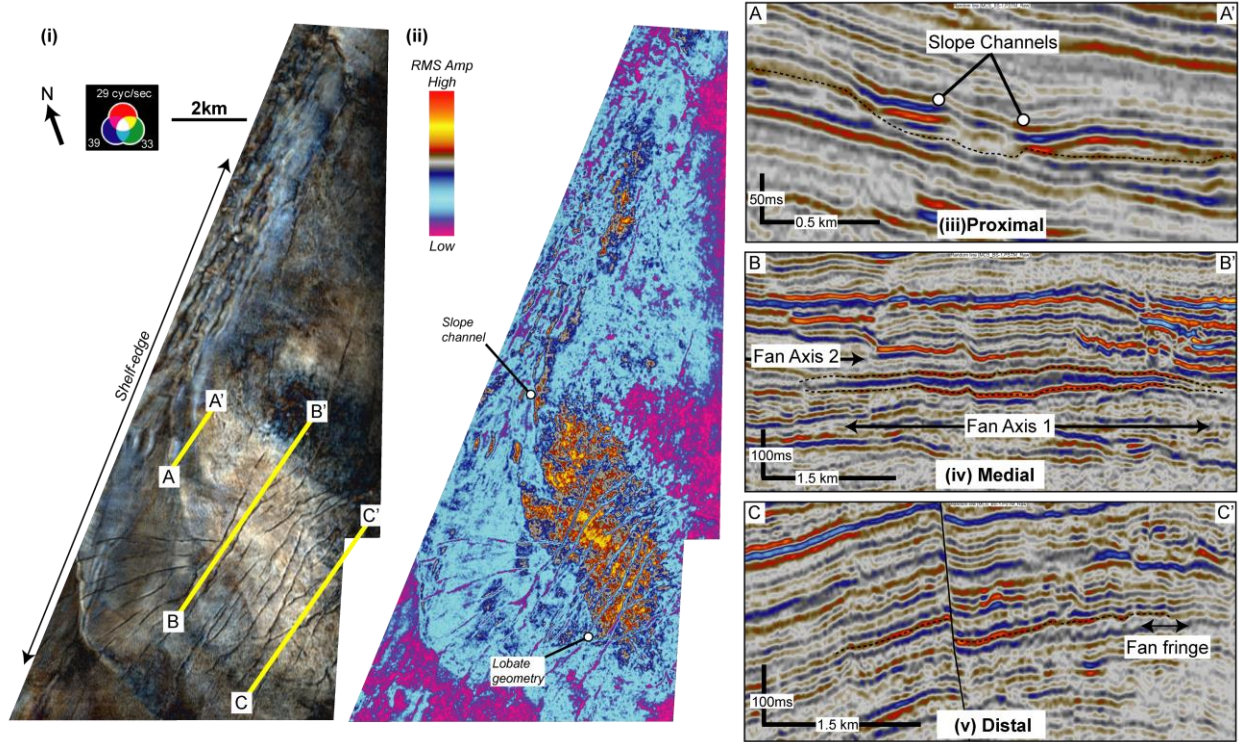 (i)
N
29 cyc/sec
39
33
2km
Shelf-edge
A'
A
B'
B
C'
C
(ii)
RMS Amp
High
Low
Slope
channel
Lobate
geometry
A
A'
Slope Channels
50ms
0.5 km
(iii)Proximal
B
B'
Fan Axis 2
Fan Axis 1
100ms
1.5 km
(iv) Medial
C
C'
Fan fringe
100ms
1.5 km
(v) Distal